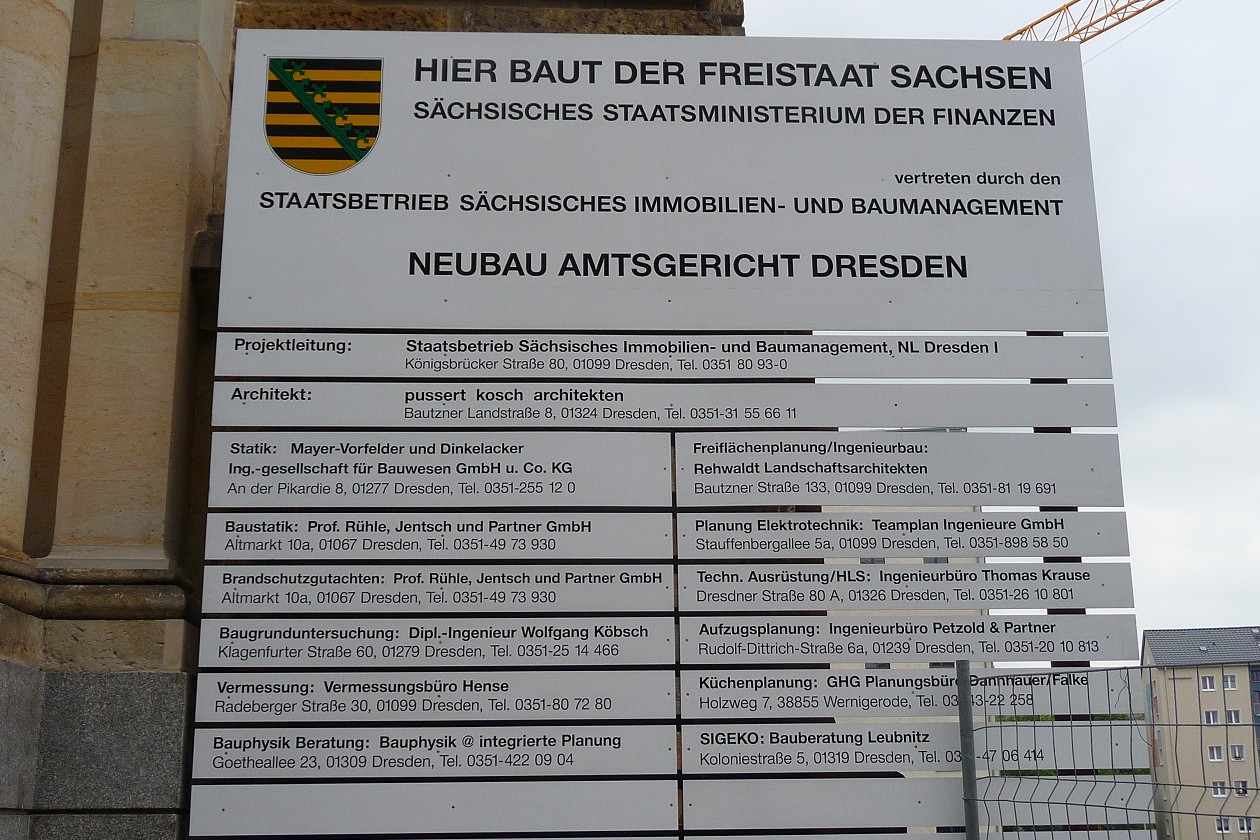 HIER BAUT DER FREISTAAT SACHSEN
SÄCHSISCHES STAATSMINISTERIUM DER FINANZEN
vertreten durch den
STAATSBETRIEB SÄCHSISCHES IMMOBILIEN- UND BAUMANAGEMENT
NEUBAU AMTSGERICHT DRESDEN
Projektleitung: Staatsbetrieb Sächsisches Immobilien- und Baumanagement, NL Dresden I
Königsbrücker Straße 80, 01099 Dresden, Tel. 0351 80 93-0
Architekt: pussert kosch architekten
Bautzner Landstraße 8, 01324 Dresden, Tel. 0351-31 55 66 11
Statik: Mayer-Vorfelder und Dinkelacker
Ing.-gesellschaft für Bauwesen GmbH u. Co. KG
An der Pikardie 8, 01277 Dresden, Tel. 0351-255 12 0
Freiflächenplanung/Ingenieurbau:
Rehwaldt Landschaftsarchitekten
Bautzner Straße 133, 01099 Dresden, Tel. 0351-81 19 691
Baustatik: Prof. Rühle, Jentsch und Partner GmbH
Altmarkt 10a, 01067 Dresden, Tel. 0351-49 73 930
Planung Elektrotechnik: Teamplan Ingenieure GmbH
Stauffenbergallee 5a, 01099 Dresden, Tel. 0351-898 58 50
Brandschutzgutachten: Prof. Rühle, Jentsch und Partner GmbH
Altmarkt 10a, 01067 Dresden, Tel. 0351-49 73 930
Techn. Ausrüstung/HLS: Ingenieurbüro Thomas Krause
Dresdner Straße 80 A, 01326 Dresden, Tel. 0351-26 10 801
Baugrunduntersuchung: Dipl.-Ingenieur Wolfgang Köbsch
Klagenfurter Straße 60, 01279 Dresden, Tel. 0351-25 14 466
Aufzugsplanung: Ingenieurbüro Petzold & Partner
Rudolf-Dittrich-Straße 6a, 01239 Dresden, Tel. 0351-20 10 813
Vermessung: Vermessungsbüro Hense
Radeberger Straße 30, 01099 Dresden, Tel. 0351-80 72 80
Küchenplanung: GHG Planungsbüro Dannhauer/Falke
Holzweg 7, 38855 Wernigerode, Tel.
Bauphysik Beratung: Bauphysik @ integrierte Planung
Goetheallee 23, 01309 Dresden, Tel. 0351-422 09 04
SIGEKO: Bauberatung Leubnitz
Koloniestraße 5, 01319 Dresden, Tel.